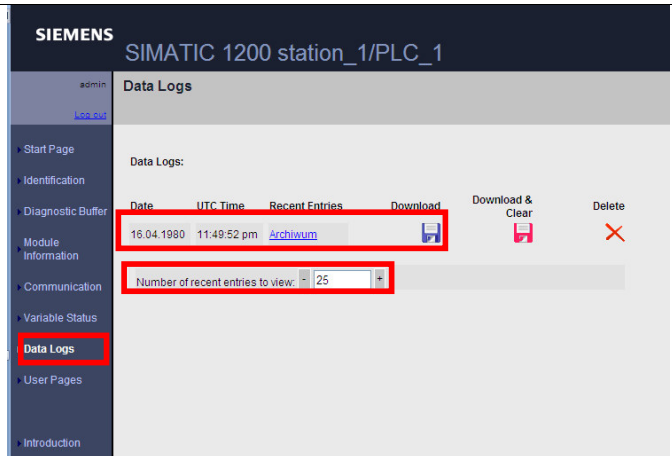 SIEMENS
SIMATIC 1200 station_1/PLC_1
admin
Log out
Data Logs
Start Page
Identification
Diagnostic Buffer
Module
Information
Communication
Variable Status
Data Logs
User Pages
Introduction
Data Logs:
Date UTC Time Recent Entries Download Download &
Clear Delete
16.04.1980 11:49:52 pm Archiwum
Number of recent entries to view: - 25 +